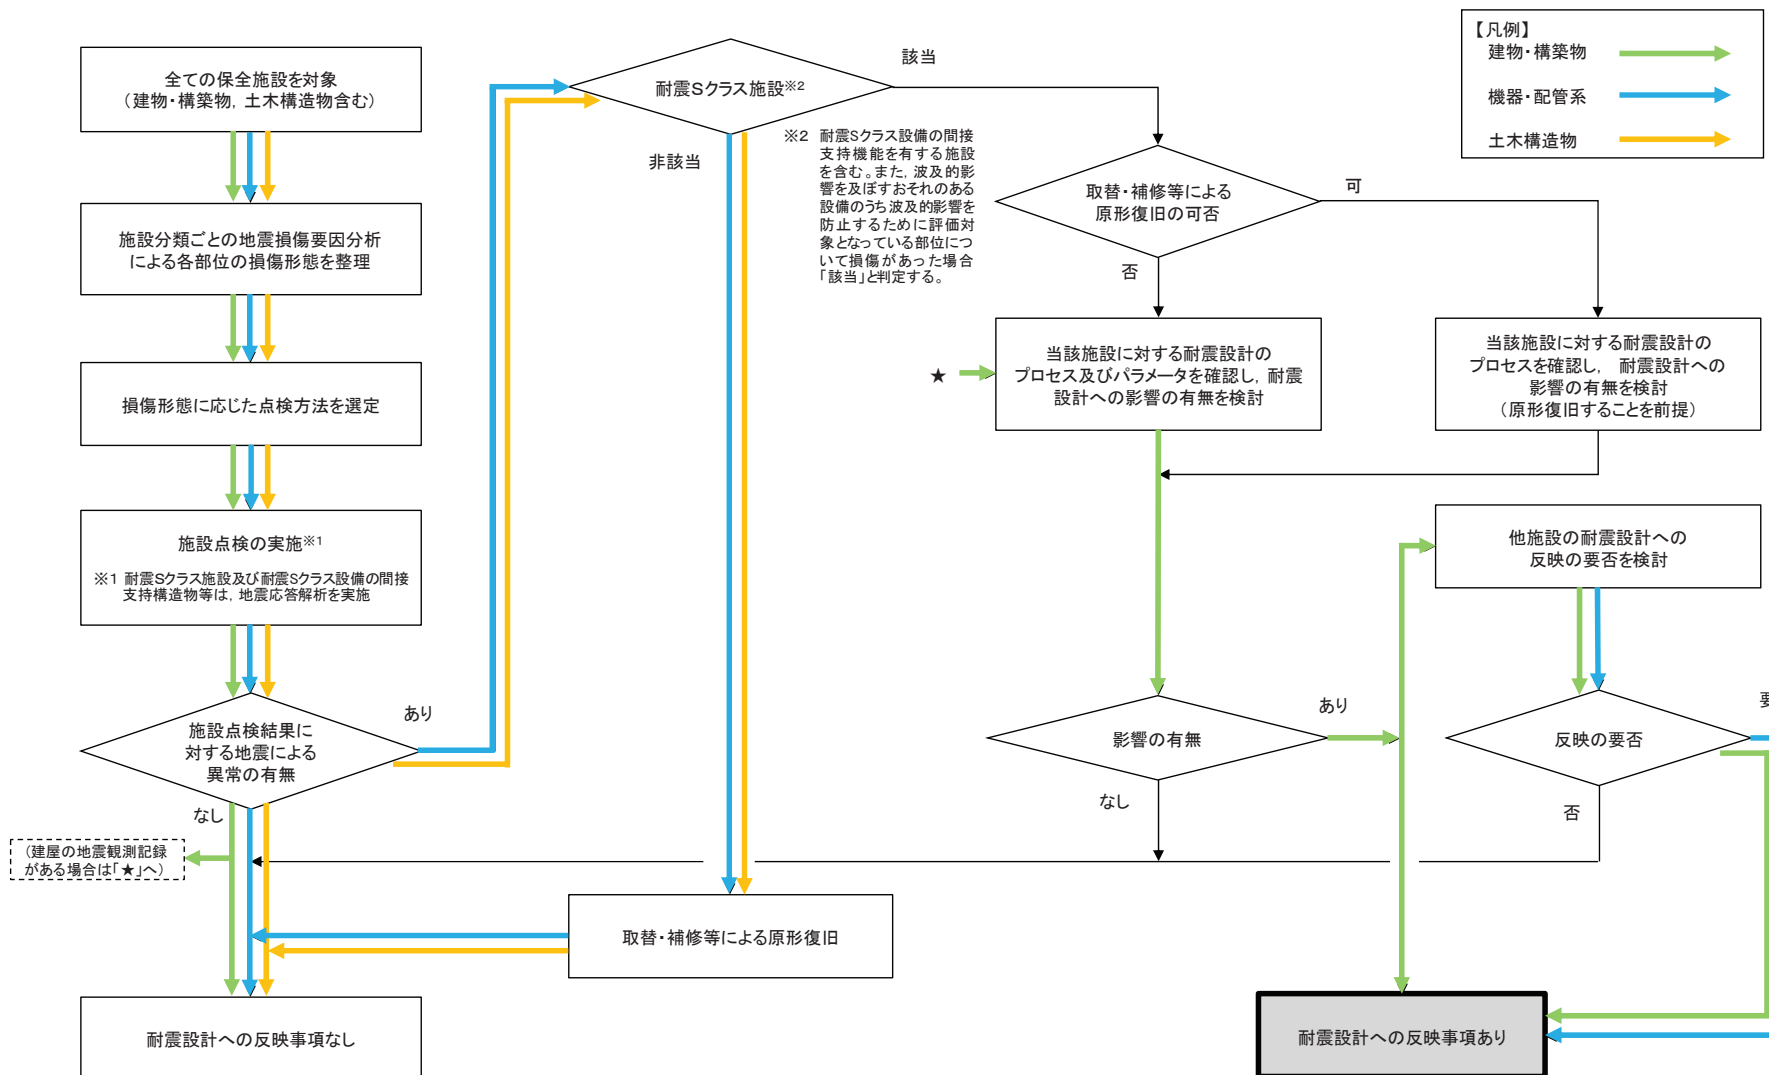 全ての保全施設を対象
（建物・構築物，土木構造物含む）
施設分類ごとの地震損傷要因分析
による各部位の損傷形態を整理
損傷形態に応じた点検方法を選定
施設点検の実施※1
※1 耐震Sクラス施設及び耐震Sクラス設備の間接
支持構造物等は，地震応答解析を実施
施設点検結果に
対する地震による
異常の有無
あり
なし
（建屋の地震観測記録
がある場合は「★」へ）
耐震設計への反映事項なし
耐震Sクラス施設※2
該当
非該当
※2 耐震Sクラス設備の間接
支持機能を有する施設
を含む。また，波及的影
響を及ぼすおそれのある
設備のうち波及的影響を
防止するために評価対
象となっている部位につ
いて損傷があった場合
「該当」と判定する。
取替・補修等による原形復旧
取替・補修等による
原形復旧の可否
可
否
★
当該施設に対する耐震設計の
プロセス及びパラメータを確認し，耐震
設計への影響の有無を検討
当該施設に対する耐震設計の
プロセスを確認し， 耐震設計への
影響の有無を検討
（原形復旧することを前提）
影響の有無
あり
なし
他施設の耐震設計への
反映の要否を検討
反映の要否
否
耐震設計への反映事項あり
【凡例】
建物・構築物
機器・配管系
土木構造物